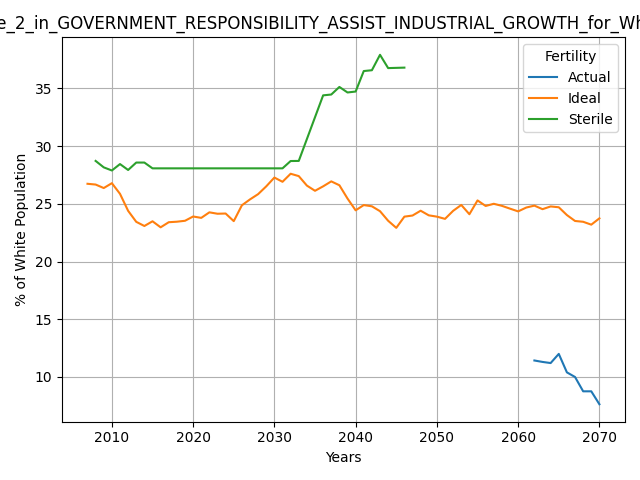 e_2_in_GOVERNMENT_RESPONSIBILITY_ASSIST_INDUSTRIAL_GROWTH_for_Wh
Fertility
Actual
Ideal
Sterile
% of White Population
35
30
25
20
15
10
2010 2020 2030 2040 2050 2060 2070
Years